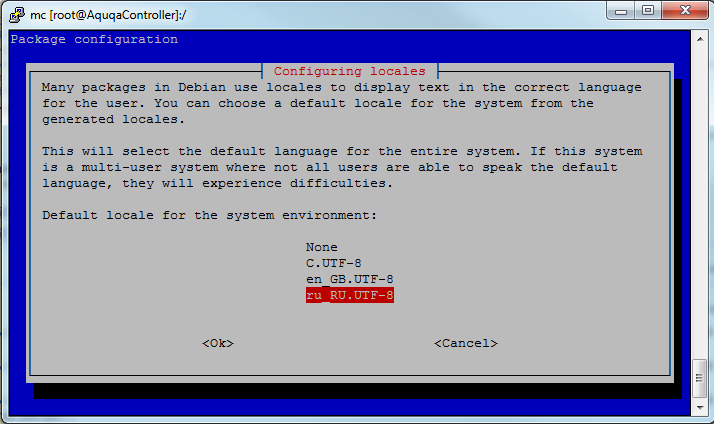 mc [root@AquqaController]:/
Package configuration
Configuring locales
Many packages in Debian use locales to display text in the correct language
for the user. You can choose a default locale for the system from the
generated locales.
This will select the default language for the entire system. If this system
is a multi-user system where not all users are able to speak the default
language, they will experience difficulties.
Default locale for the system environment:
None
C.UTF-8
en_GB.UTF-8
ru_RU.UTF-8
<Ok> <Cancel>